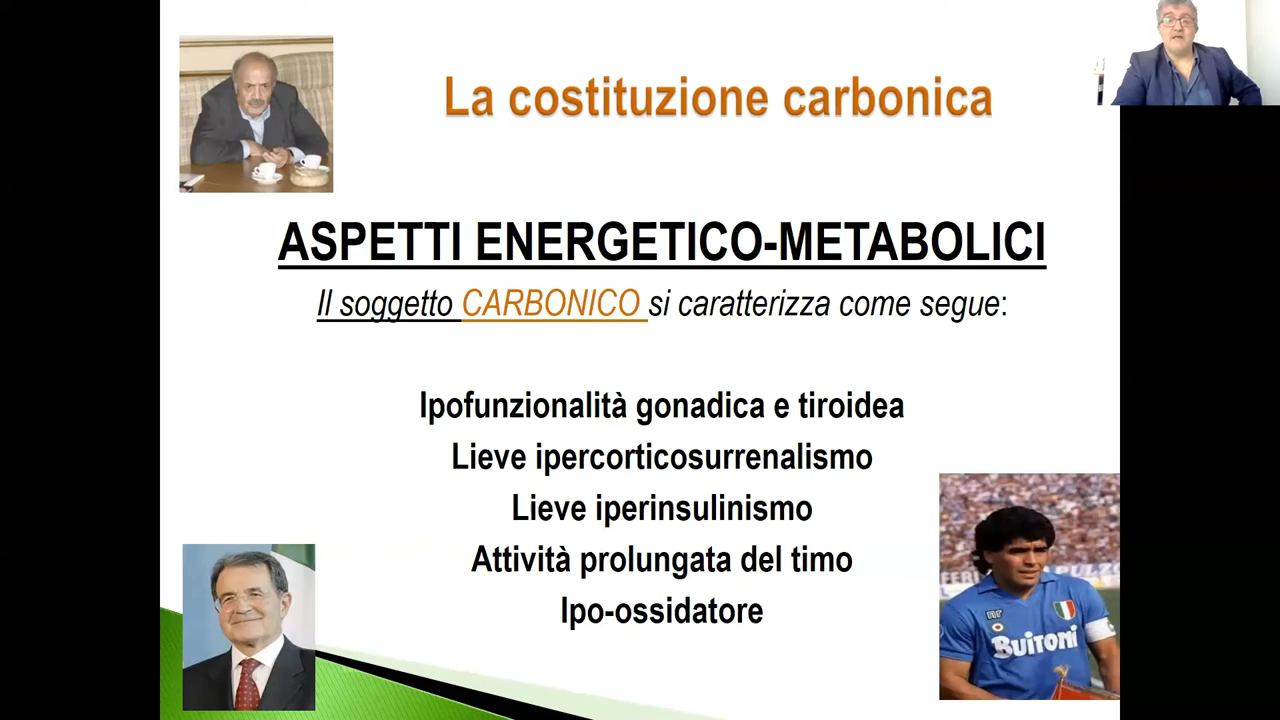 La costituzione carbonica
ASPETTI ENERGETICO-METABOLICI
Il soggetto CARBONICO si caratterizza come segue:
Ipofunzionalità gonadica e tiroidea
Lieve ipercorticosurrenalismo
Lieve iperinsulinismo
Attività prolungata del timo
Ipo-ossidatore
NR
BUITONI